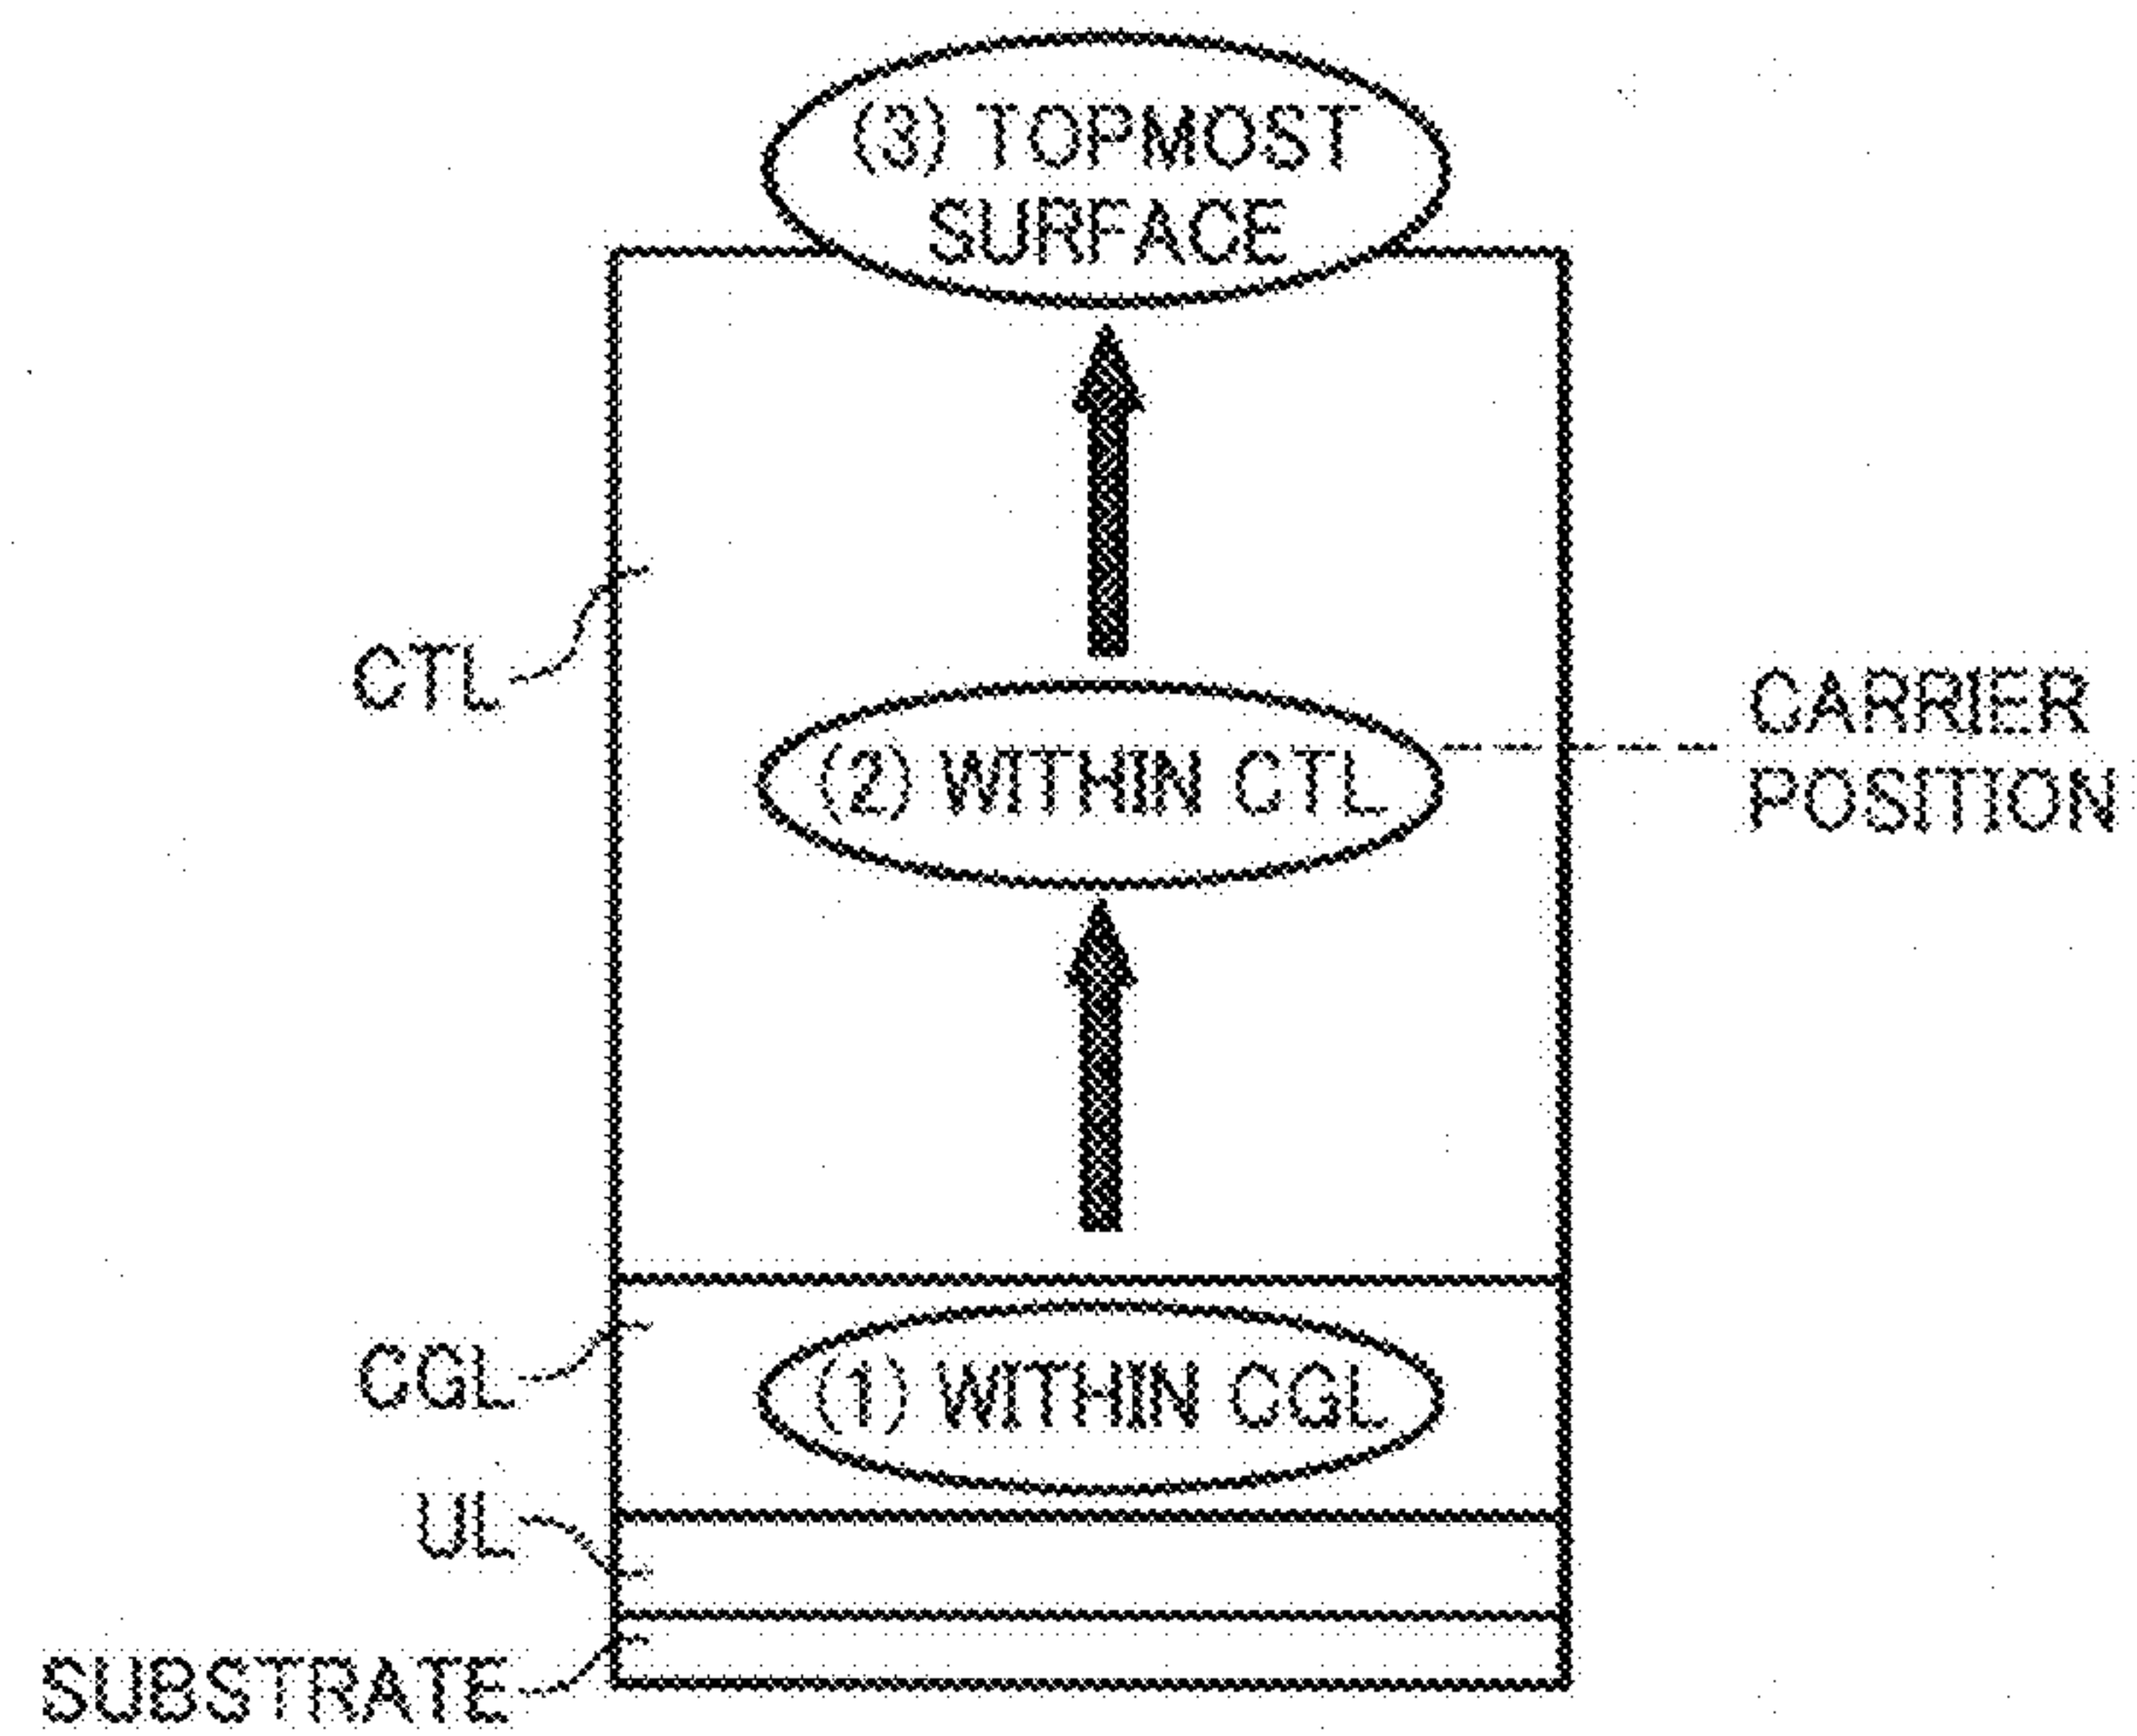 (3) TOPMOST
SURFACE
CTL
(2) WITHIN CTL
CARRIER
POSITION
CGL
(1) WITHIN CGL
UL
SUBSTRATE